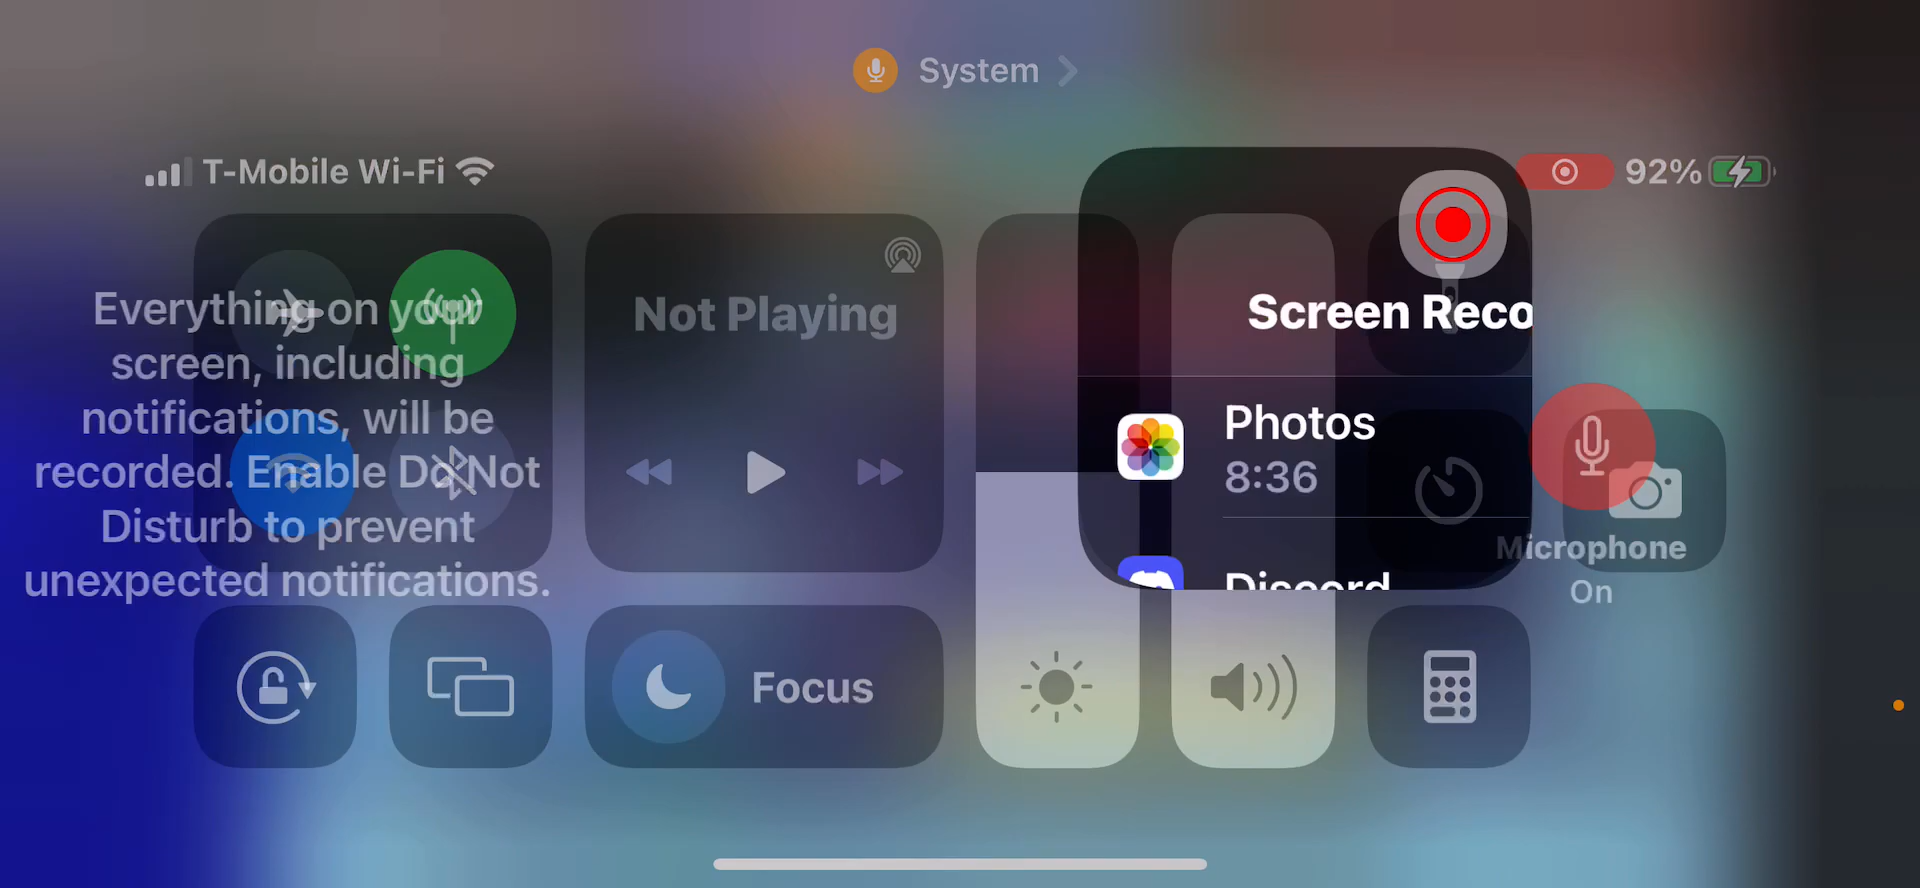 System
T-Mobile Wi-Fi
92%
Everything on your
screen, including
notifications, will be
recorded. Enable Do Not
Disturb to prevent
unexpected notifications.
Not Playing
Screen Reco
Photos
8:36
Discord
Microphone
On
Focus